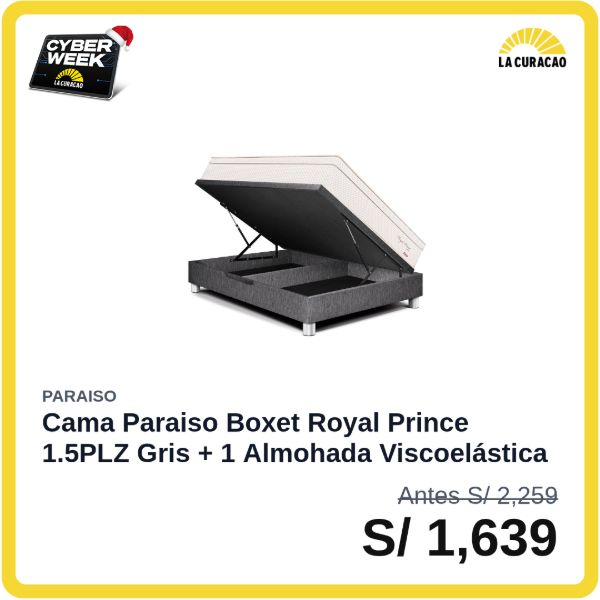 CYBER
WEEK
LA CURACAO
LA CURACAO
PARAISO
Cama Paraiso Boxet Royal Prince
1.5PLZ Gris + 1 Almohada Viscoelástica
Antes S/ 2,259
S/ 1,639